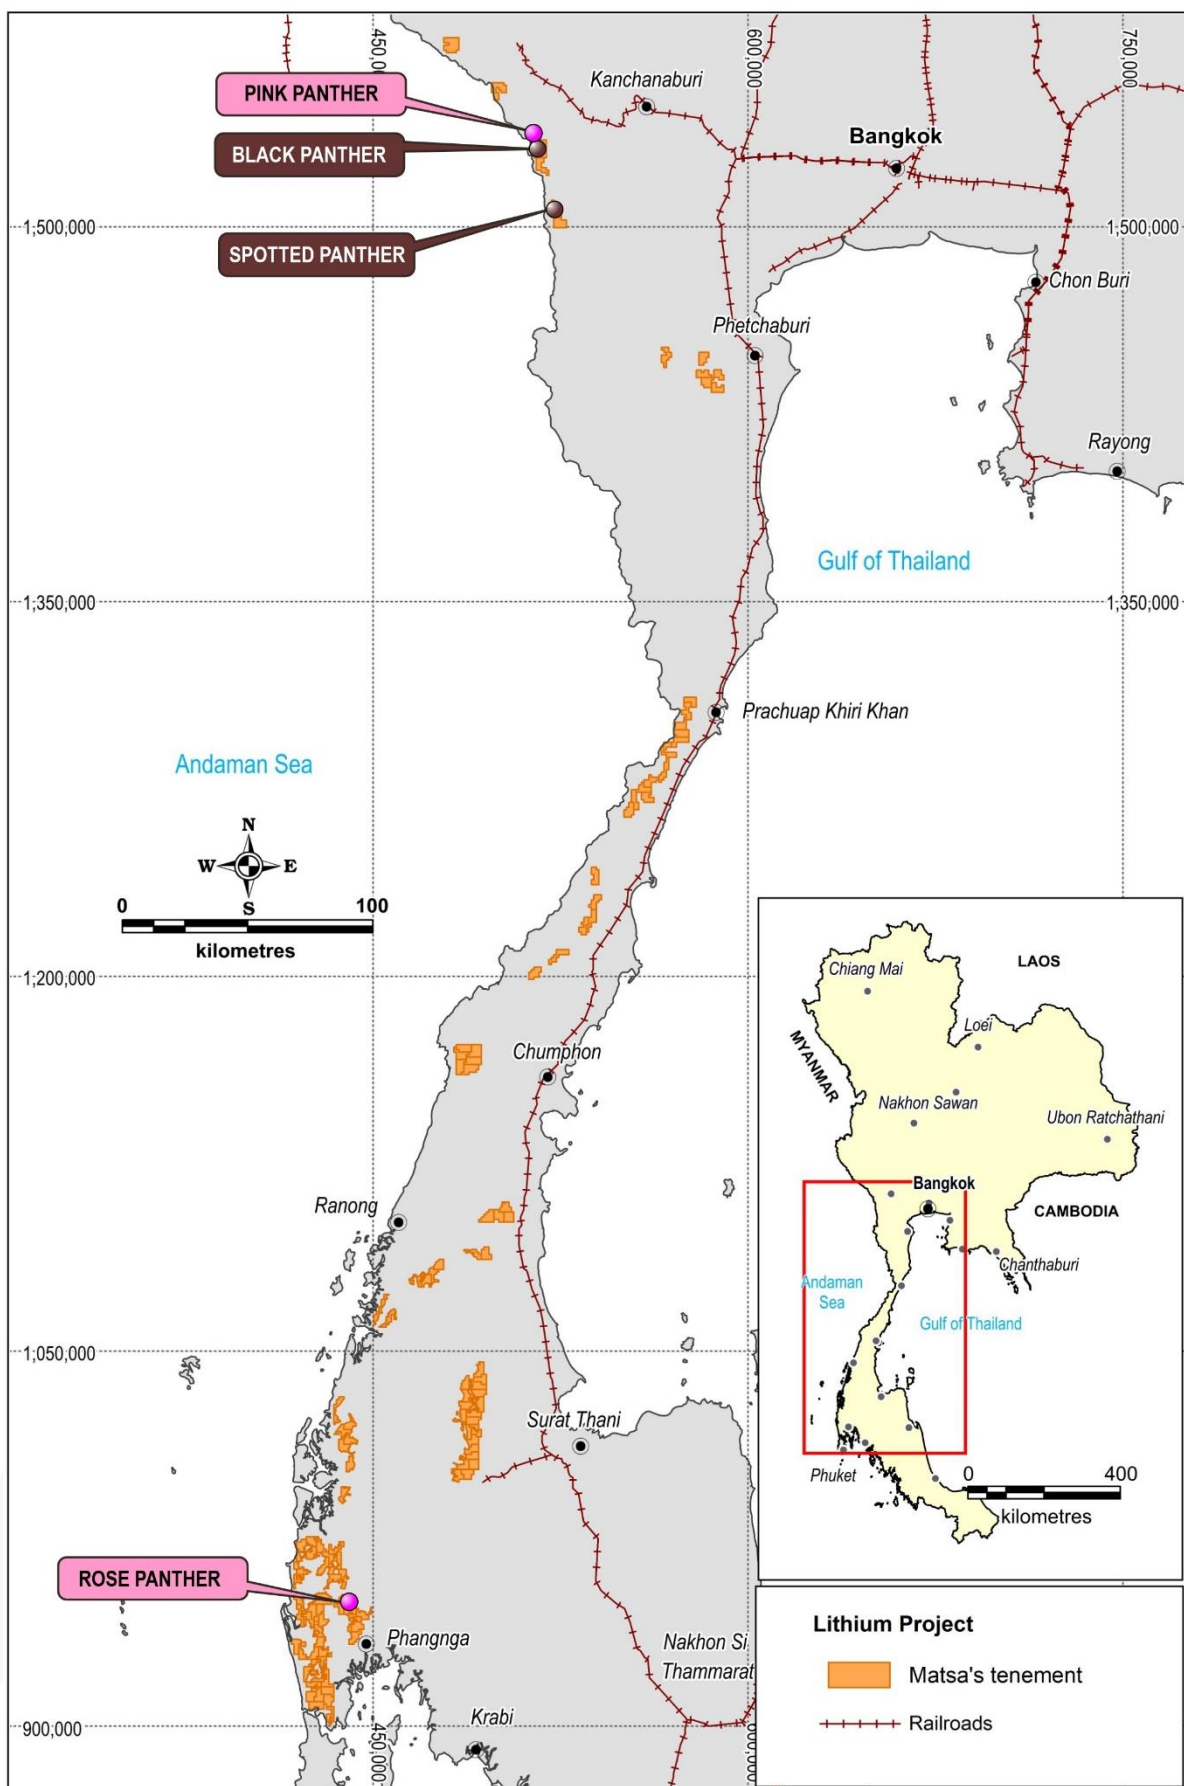 450,000
600,000
750,000
PINK PANTHER
Kanchanaburi
BLACK PANTHER
Bangkok
1,500,000
1,500,000
SPOTTED PANTHER
Chon Buri
Phetchaburi
Rayong
Gulf of Thailand
1,350,000
1,350,000
Prachuap Khiri Khan
Andaman Sea
N
W E
S
0 100
kilometres
1,200,000
Chumphon
Ranong
1,050,000
Surat Thani
ROSE PANTHER
Phangnga
Nakhon Si
Thammarat
Krabi
900,000
450,000
LAOS
Chiang Mai
Loei
MYANMAR
Nakhon Sawan
Ubon Ratchathani
Bangkok
CAMBODIA
Chanthaburi
Andaman
Sea
Gulf of Thailand
Phuket
0 400
kilometres
Lithium Project
Matsa's tenement
Railroads